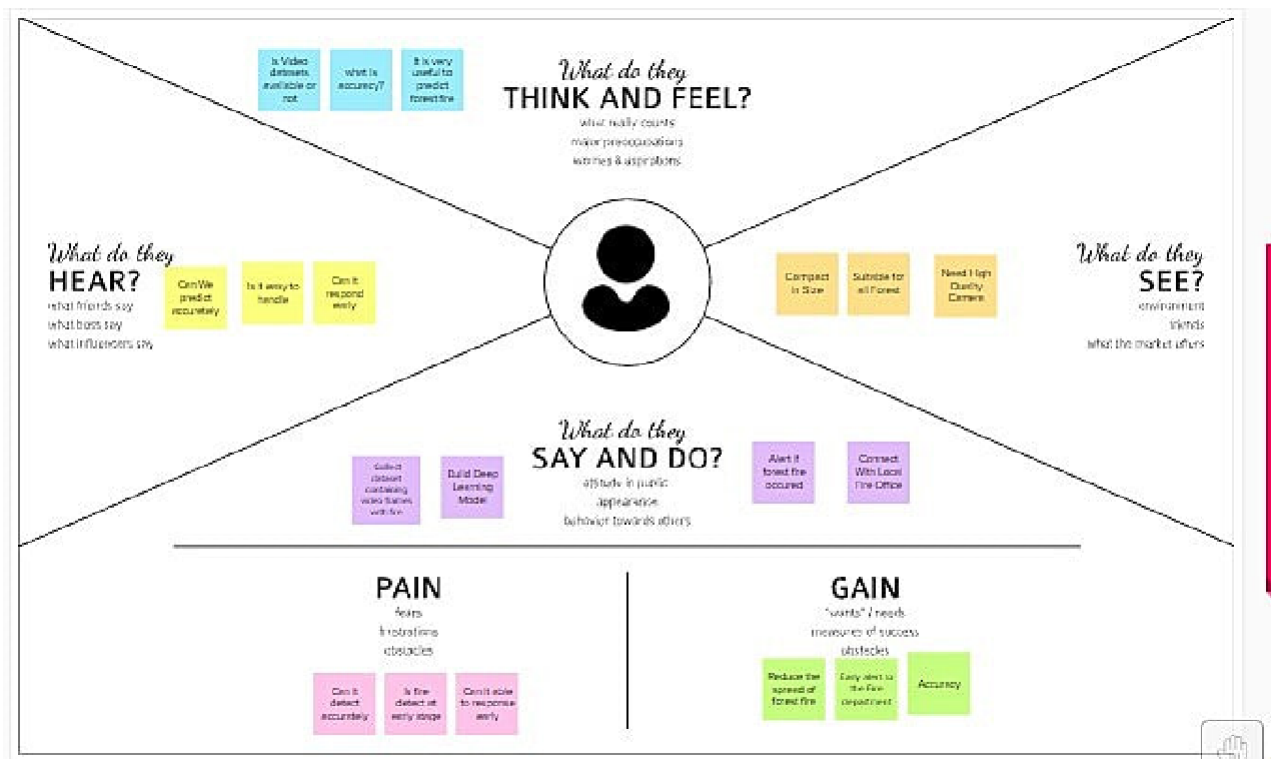 Is Video
datasets
available or
not
what is
accuracy?
It is very
useful to
predict
forest fire
What do they
THINK AND FEEL?
what really counts
major preoccupations
worries & aspirations
What do they
HEAR?
what friends say
what boss say
what influencers say
Can We
predict
accurately
Is it easy to
handle
Can it
respond
early
Compact
in Size
Suitable for
all Forest
Need High
Quality
Camera
What do they
SEE?
environment
friends
what the market offers
What do they
SAY AND DO?
attitude in public
appearance
behavior towards others
Collect
dataset
containing
video frames
with fire
Build Deep
Learning
Model
Alert if
forest fire
occured
Connect
With Local
Fire Office
PAIN
fears
frustrations
obstacles
Can it
detect
accurately
Is fire
detect at
early stage
Can it able
to response
early
GAIN
"wants" / needs
measures of success
obstacles
Reduce the
spread of
forest fire
Easy alert to
the Fire
department
Accuracy